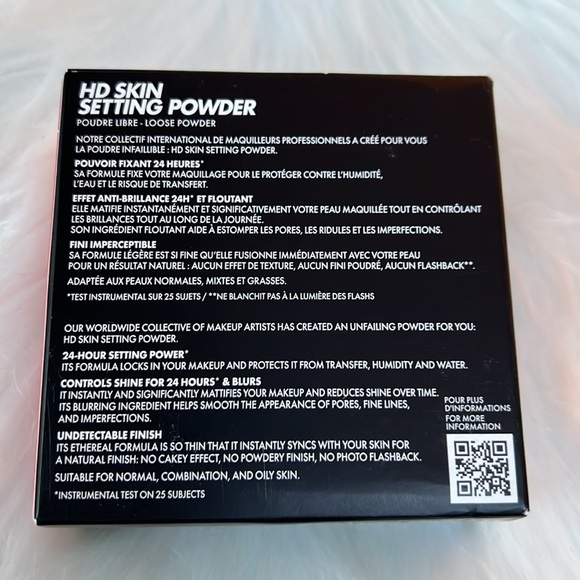 HD SKIN
SETTING POWDER
POUDRE LIBRE - LOOSE POWDER
NOTRE COLLECTIF INTERNATIONAL DE MAQUILLEURS PROFESSIONNELS A CRÉÉ POUR VOUS
LA POUDRE INFAILLIBLE : HD SKIN SETTING POWDER.
POUVOIR FIXANT 24 HEURES*
SA FORMULE FIXE VOTRE MAQUILLAGE POUR LE PROTÉGER CONTRE L'HUMIDITÉ,
L'EAU ET LE RISQUE DE TRANSFERT.
EFFET ANTI-BRILLANCE 24H* ET FLOUTANT
ELLE MATIFIE INSTANTANÉMENT ET SIGNIFICATIVEMENT VOTRE PEAU MAQUILLÉE TOUT EN CONTRÔLANT
LES BRILLANCES TOUT AU LONG DE LA JOURNÉE.
SON INGRÉDIENT FLOUTANT AIDE À ESTOMPER LES PORES, LES RIDULES ET LES IMPERFECTIONS.
FINI IMPERCEPTIBLE
SA FORMULE LÉGÈRE EST SI FINE QU'ELLE FUSIONNE IMMÉDIATEMENT AVEC VOTRE PEAU
POUR UN RÉSULTAT NATUREL : AUCUN EFFET DE TEXTURE, AUCUN FINI POUDRÉ, AUCUN FLASHBACK**.
ADAPTÉE AUX PEAUX NORMALES, MIXTES ET GRASSES.
*TEST INSTRUMENTAL SUR 25 SUJETS / **NE BLANCHIT PAS À LA LUMIÈRE DES FLASHS
OUR WORLDWIDE COLLECTIVE OF MAKEUP ARTISTS HAS CREATED AN UNFAILING POWDER FOR YOU:
HD SKIN SETTING POWDER.
24-HOUR SETTING POWER*
ITS FORMULA LOCKS IN YOUR MAKEUP AND PROTECTS IT FROM TRANSFER, HUMIDITY AND WATER.
CONTROLS SHINE FOR 24 HOURS* & BLURS
IT INSTANTLY AND SIGNIFICANTLY MATTIFIES YOUR MAKEUP AND REDUCES SHINE OVER TIME.
ITS BLURRING INGREDIENT HELPS SMOOTH THE APPEARANCE OF PORES, FINE LINES,
AND IMPERFECTIONS.
UNDETECTABLE FINISH
ITS ETHEREAL FORMULA IS SO THIN THAT IT INSTANTLY SYNCS WITH YOUR SKIN FOR
A NATURAL FINISH: NO CAKEY EFFECT, NO POWDERY FINISH, NO PHOTO FLASHBACK.
SUITABLE FOR NORMAL, COMBINATION, AND OILY SKIN.
*INSTRUMENTAL TEST ON 25 SUBJECTS
POUR PLUS
D'INFORMATIONS
FOR MORE
INFORMATION